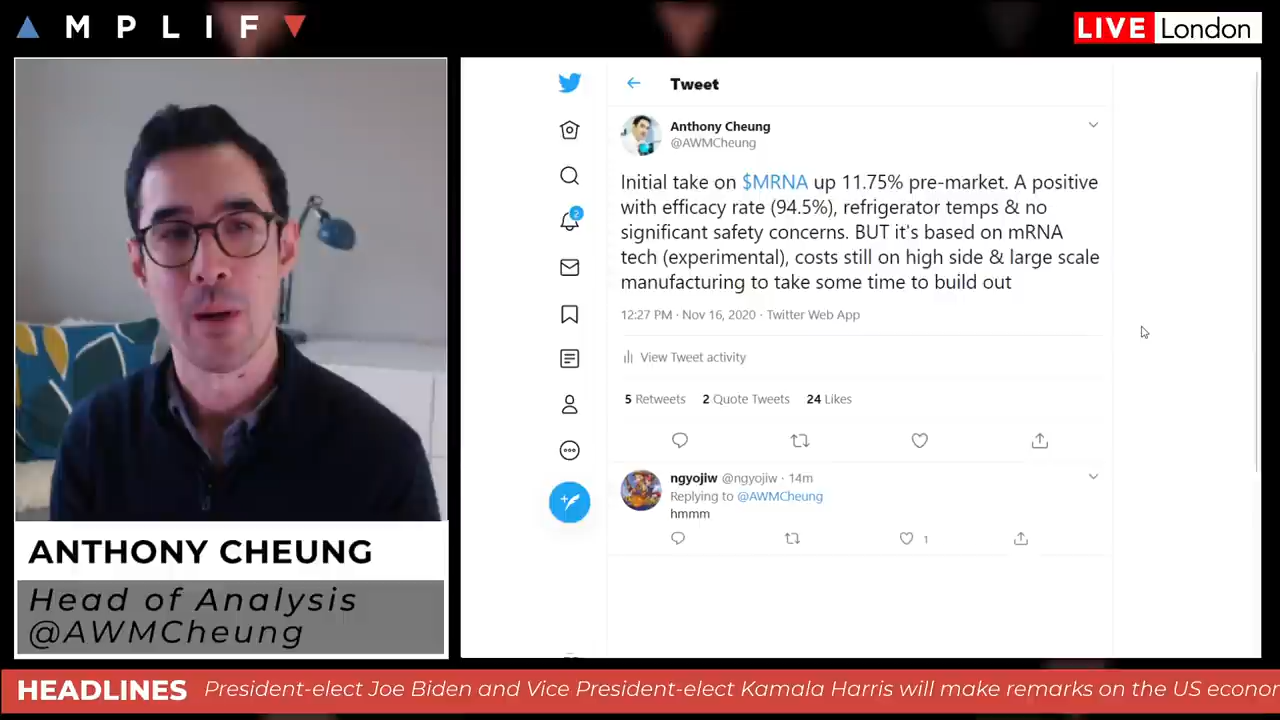 AMPLIFY
LIVE London
Tweet
Anthony Cheung
@AWMCheung
Initial take on $MRNA up 11.75% pre-market. A positive
with efficacy rate (94.5%), refrigerator temps & no
significant safety concerns. BUT it's based on mRNA
tech (experimental), costs still on high side & large scale
manufacturing to take some time to build out
12:27 PM · Nov 16, 2020 · Twitter Web App
View Tweet activity
5 Retweets 2 Quote Tweets 24 Likes
ngyojiw @ngyojiw · 14m
Replying to @AWMCheung
hmmm
1
2
ANTHONY CHEUNG
Head of Analysis
@AWMCheung
HEADLINES President-elect Joe Biden and Vice President-elect Kamala Harris will make remarks on the US econor